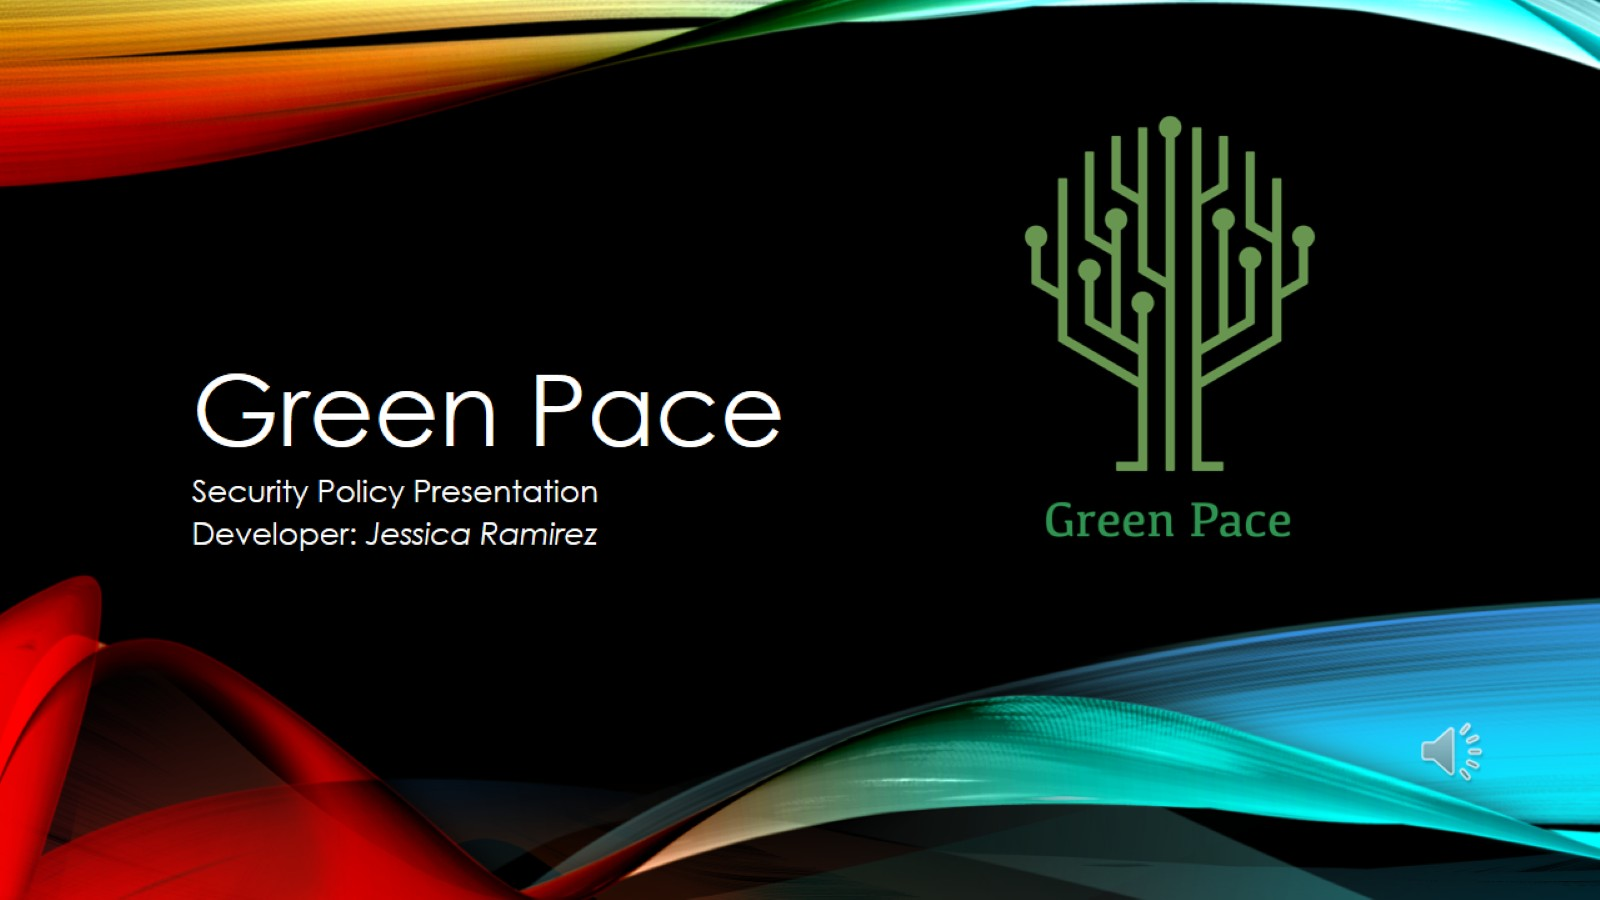 Green Pace
Security Policy Presentation
Developer: Jessica Ramirez
Green Pace